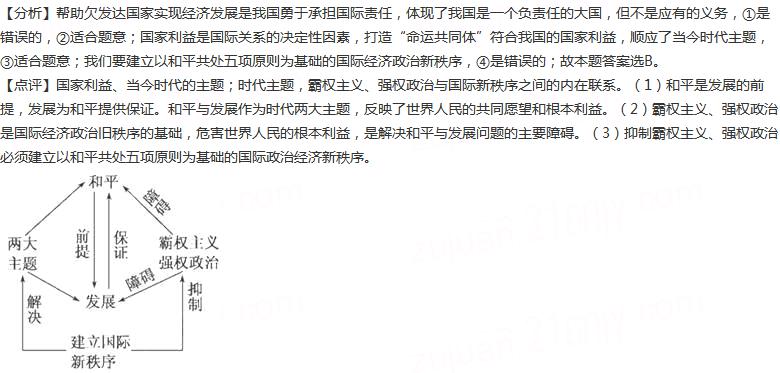 【分析】帮助欠发达国家实现经济发展是我国勇于承担国际责任，体现了我国是一个负责任的大国，但不是应有的义务，①是
错误的，②适合题意；国家利益是国际关系的决定性因素，打造“命运共同体”符合我国的国家利益，顺应了当今时代主题，
③适合题意；我们要建立以和平共处五项原则为基础的国际经济政治新秩序，④是错误的；故本题答案选B。
【点评】国家利益、当今时代的主题；时代主题，霸权主义、强权政治与国际新秩序之间的内在联系。（1）和平是发展的前
提，发展为和平提供保证。和平与发展作为时代两大主题，反映了世界人民的共同愿望和根本利益。（2）霸权主义、强权政治
是国际经济政治旧秩序的基础，危害世界人民的根本利益，是解决和平与发展问题的主要障碍。（3）抑制霸权主义、强权政治
必须建立以和平共处五项原则为基础的国际政治经济新秩序。
和平
障碍
两大
主题
前提
保证
霸权主义
强权政治
障碍
发展
解决
抑制
建立国际
新秩序